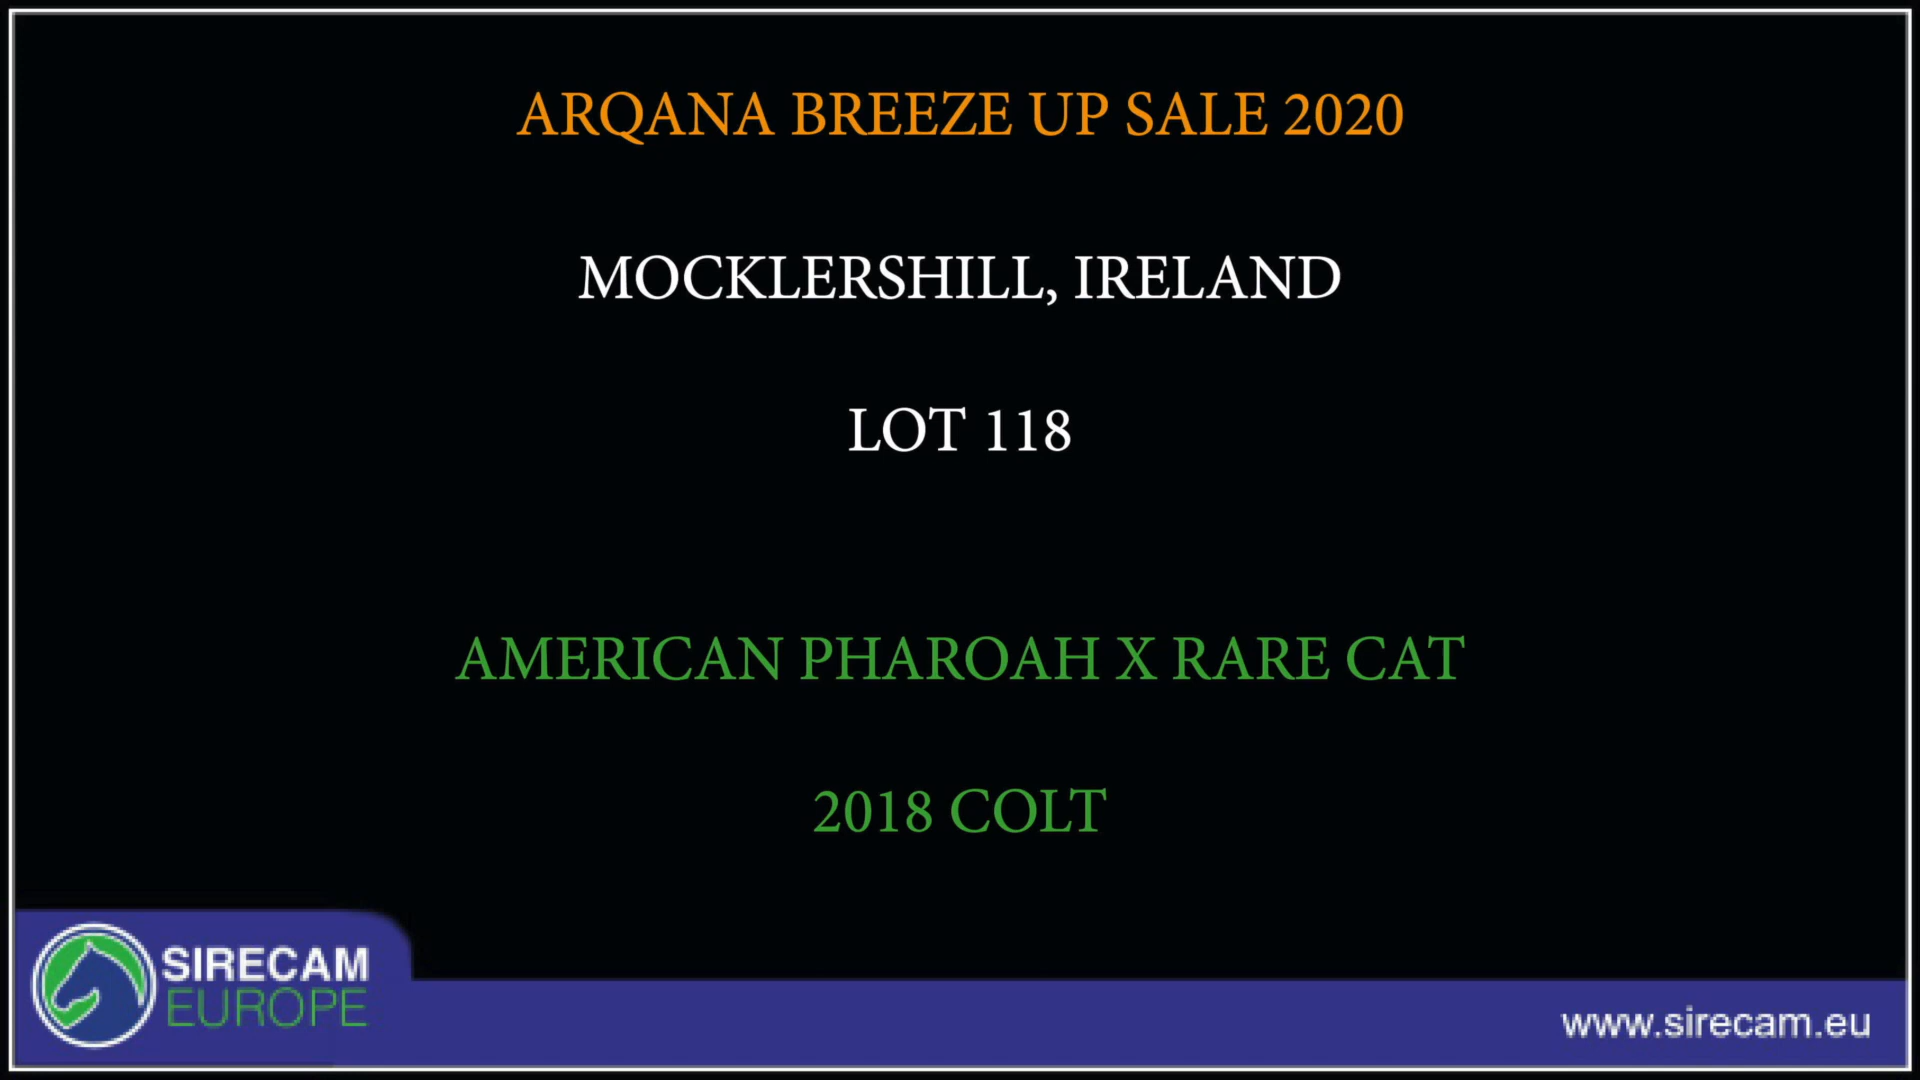 ARQANA BREEZE UP SALE 2020
MOCKLERSHILL, IRELAND
LOT 118
AMERICAN PHAROAH X RARE CAT
2018 COLT
SIRECAM
EUROPE
www.sirecam.eu